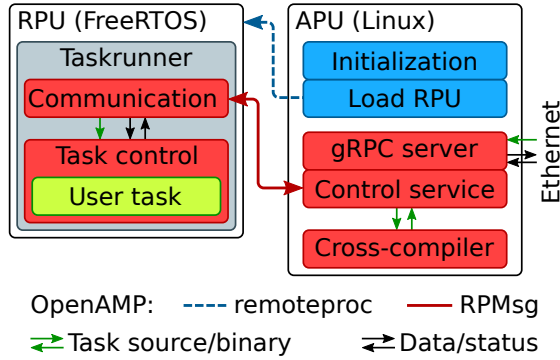 RPU (FreeRTOS)
Taskrunner
Communication
Task control
User task
APU (Linux)
Initialization
Load RPU
gRPC server
Control service
Cross-compiler
Ethernet
OpenAMP: remoteproc RPMsg
Task source/binary Data/status